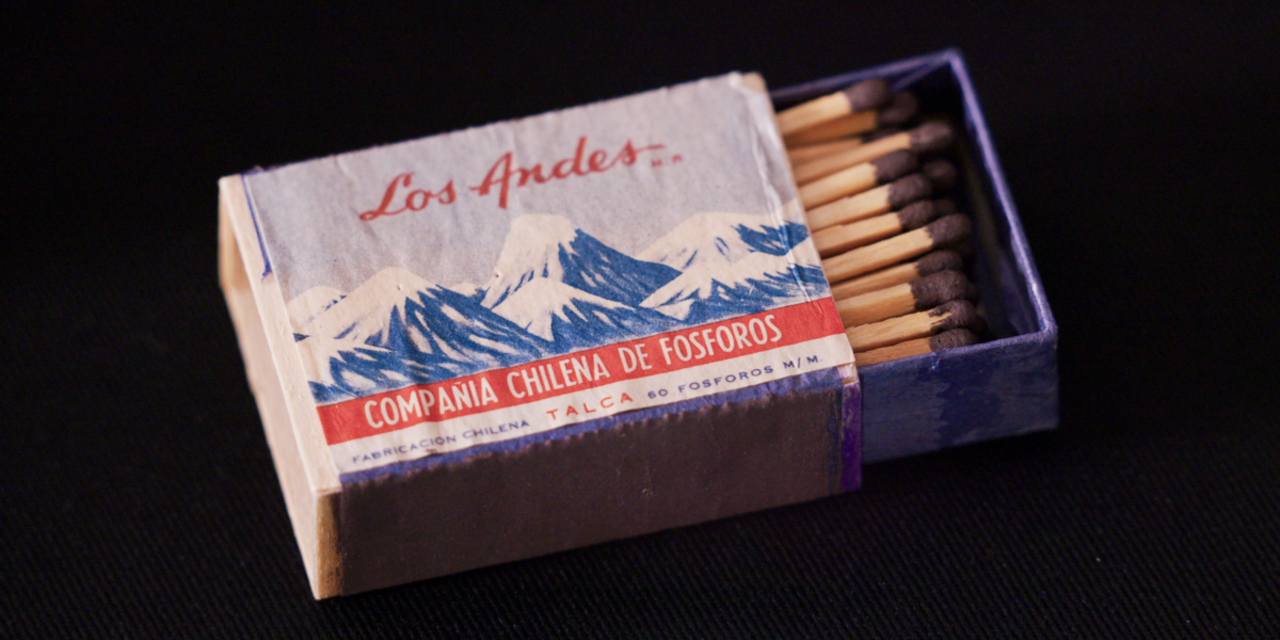 Los Andes M.R.
COMPAÑIA CHILENA DE FOSFOROS
FABRICACION CHILENA TALCA 60 FOSFOROS M/M.